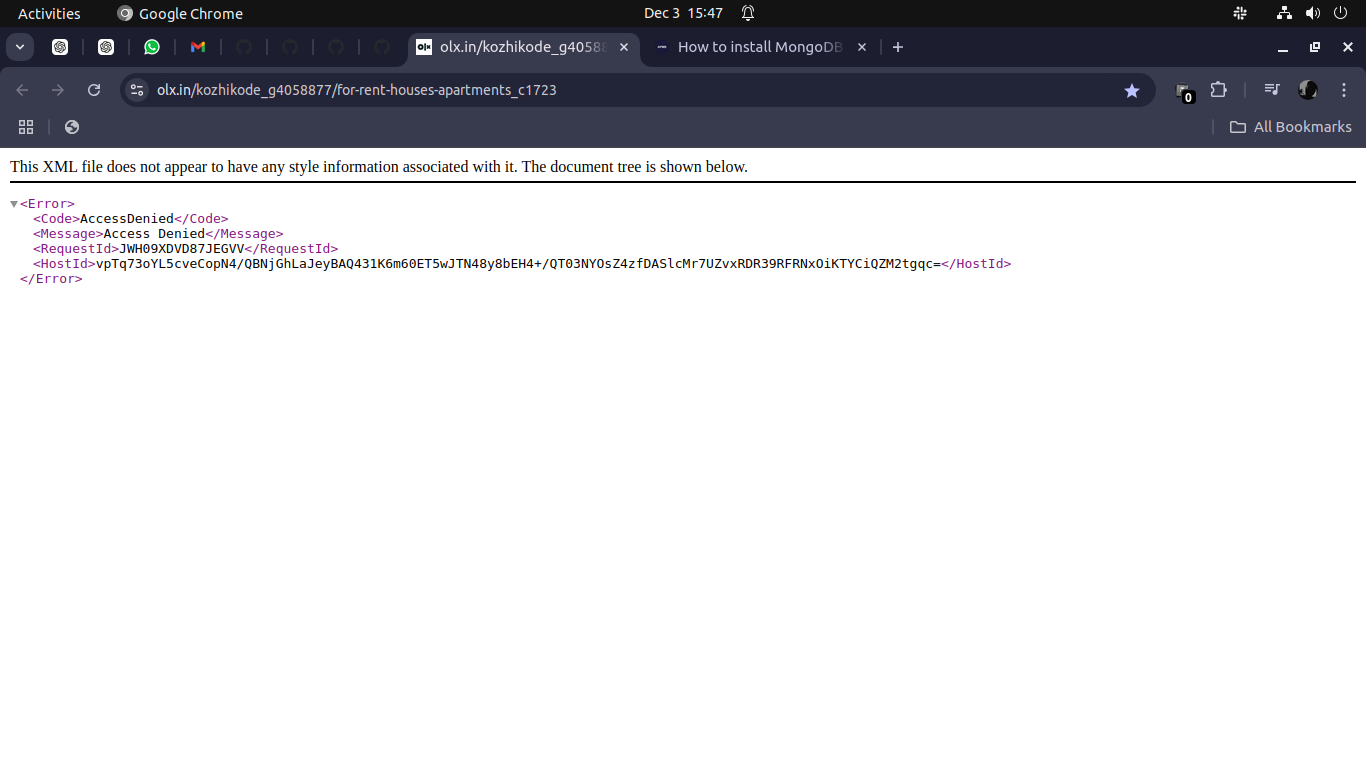 Activities
Google Chrome
Dec 3 15:47
olx.in/kozhikode_g40588
How to install MongoDB
olx.in/kozhikode_g4058877/for-rent-houses-apartments_c1723
0
All Bookmarks
This XML file does not appear to have any style information associated with it. The document tree is shown below.
<Error>
<Code>AccessDenied</Code>
<Message>Access Denied</Message>
<RequestId>JWH09XDVD87JEGVV</RequestId>
<HostId>vpTq73oYL5cveCopN4/QBNjGhLaJeyBAQ431K6m60ET5wJTN48y8bEH4+/QT03NYOsZ4zfDASlcMr7UZvxRDR39RFRNxOiKTYCiQZM2tgqc=</HostId>
</Error>